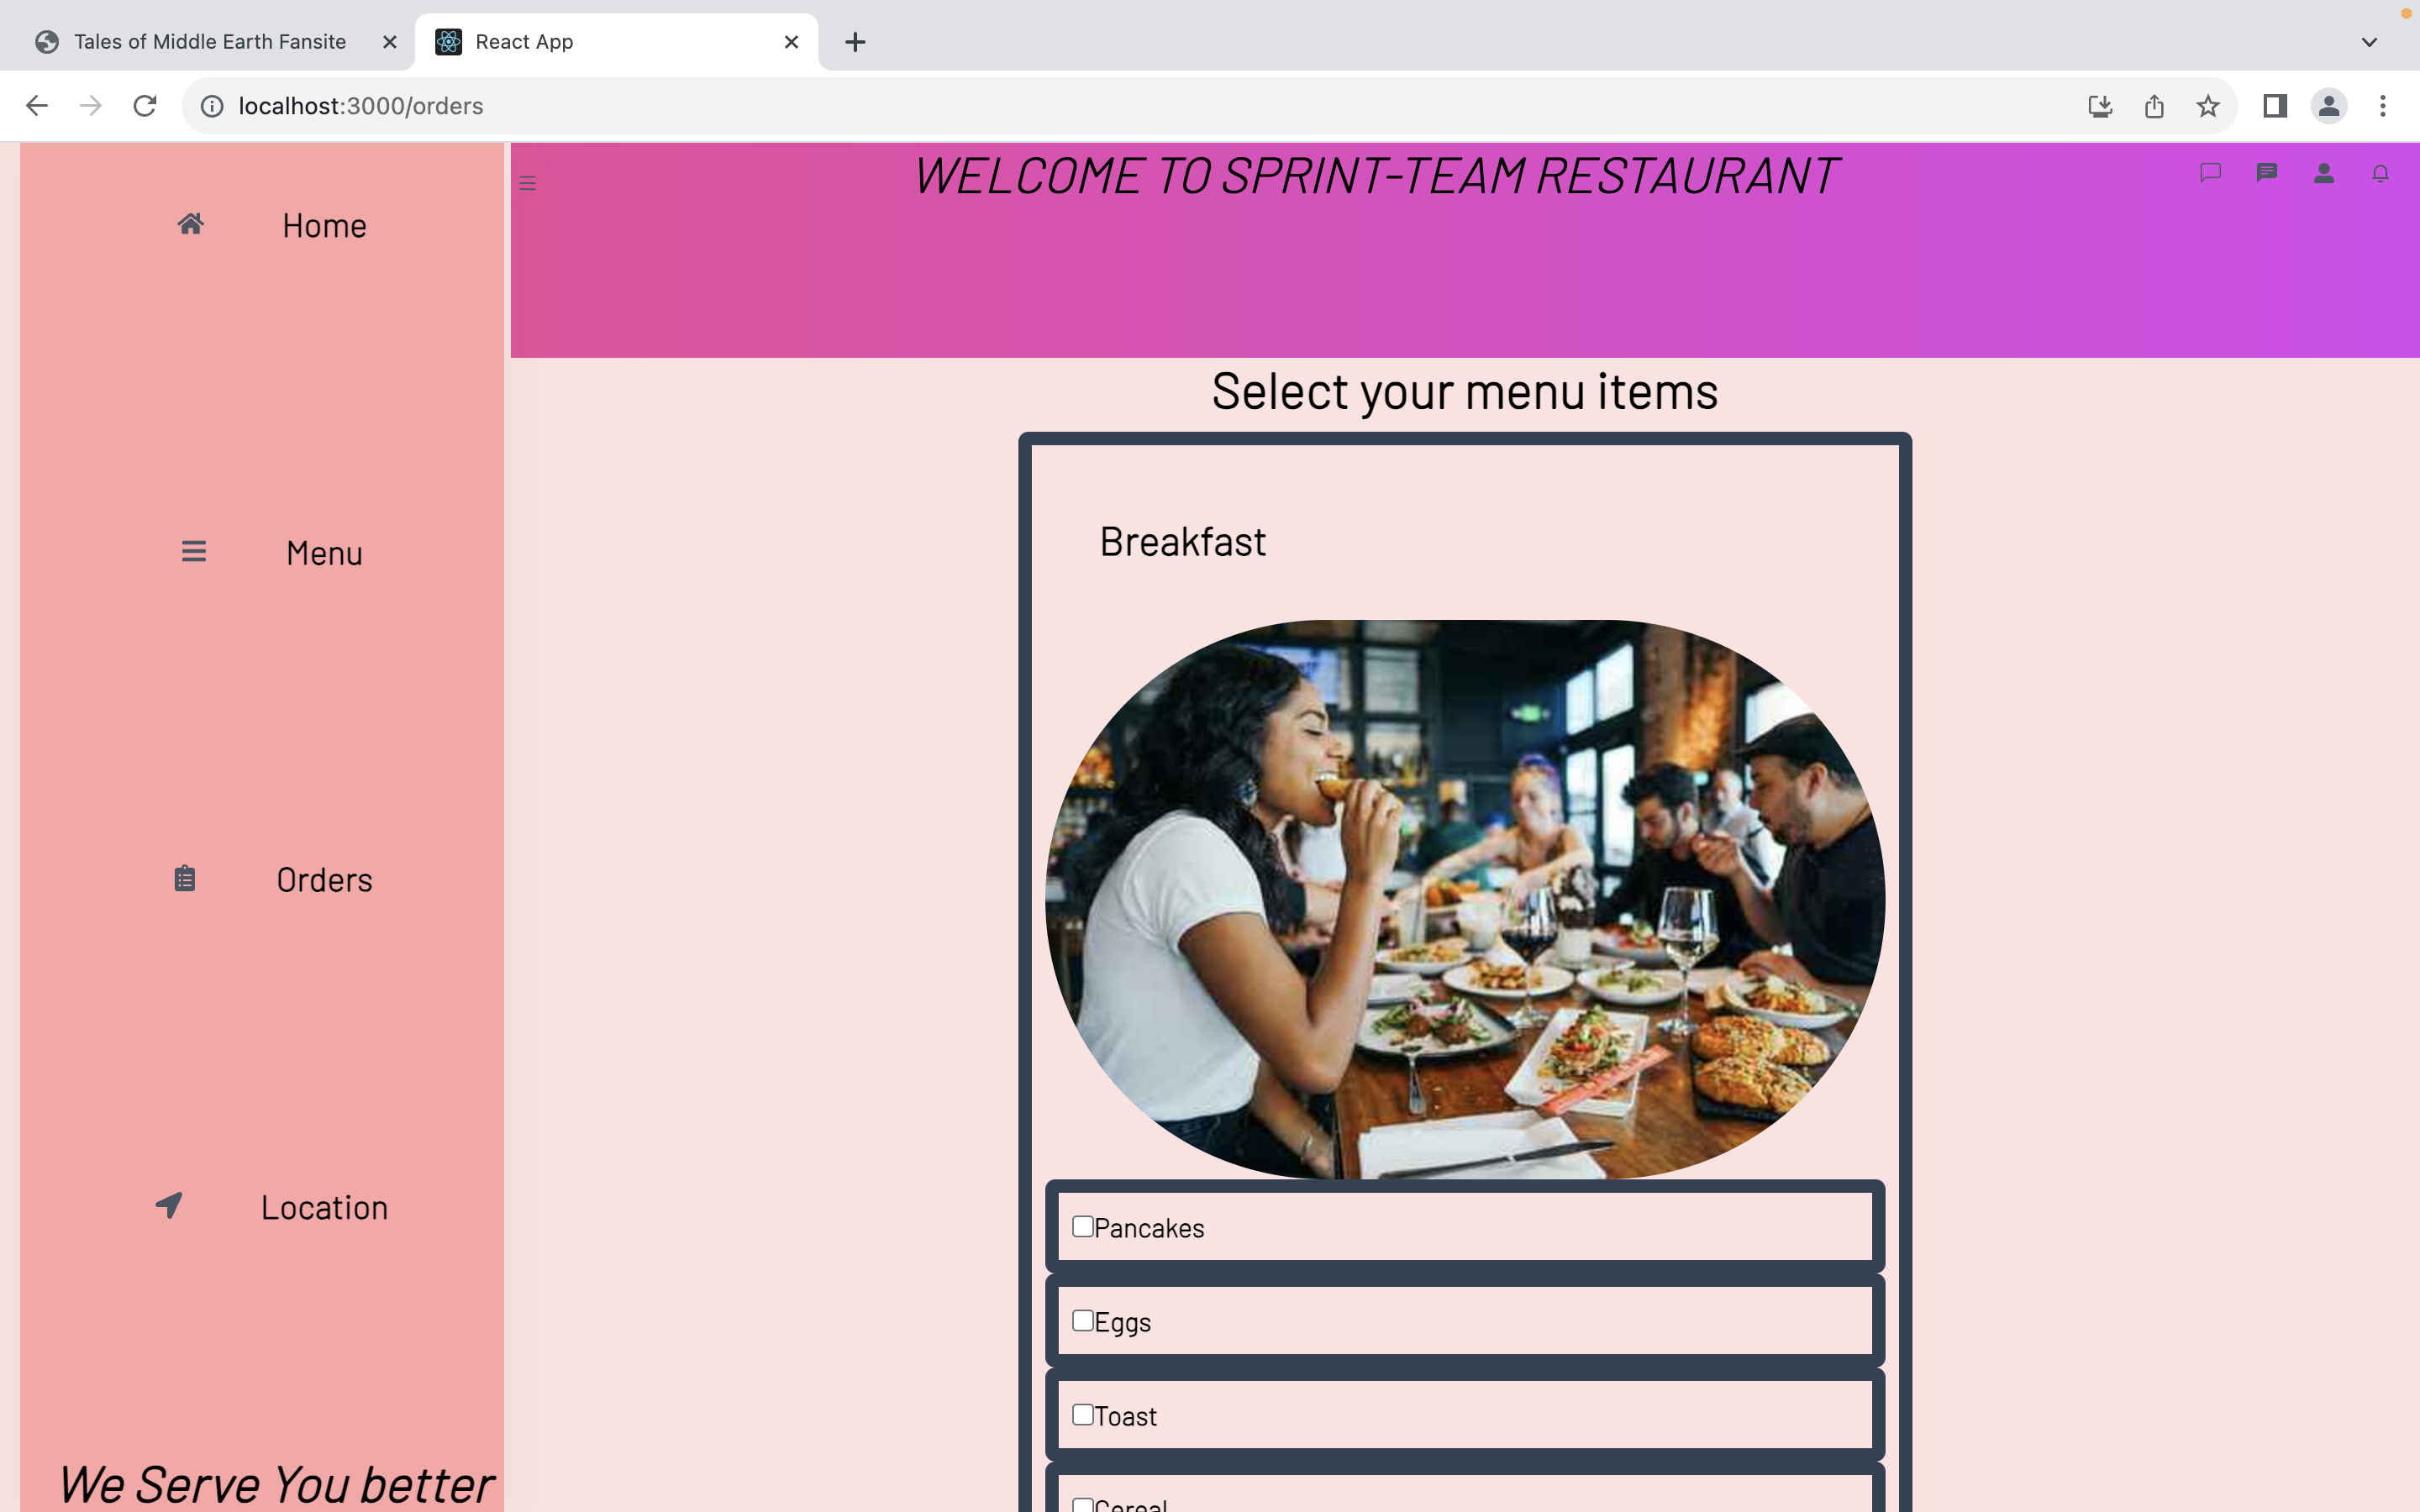 Tales of Middle Earth Fansite
React App
localhost:3000/orders
WELCOME TO SPRINT-TEAM RESTAURANT
Home
Menu
Orders
Location
We Serve You better
Select your menu items
Breakfast
Pancakes
Eggs
Toast
Cereal